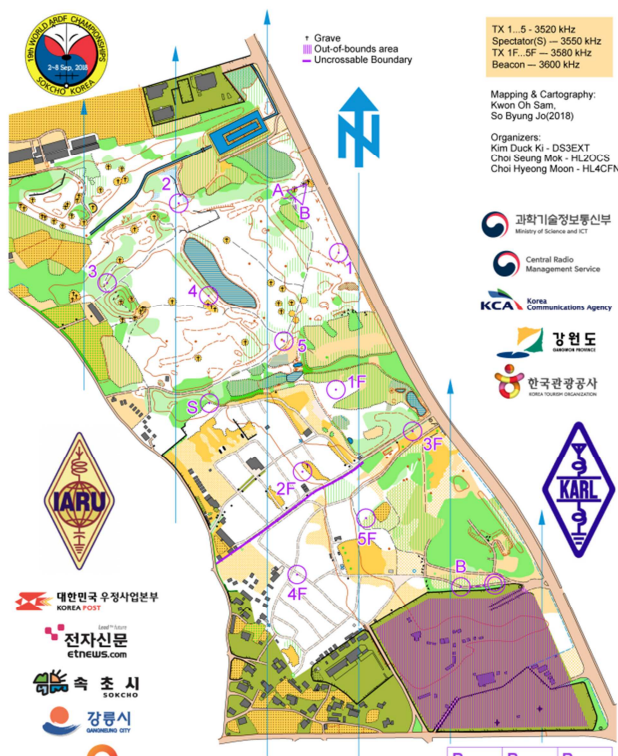 19th WORLD ARDF CHAMPIONSHIPS
2~8 Sep, 2018
SOKCHO KOREA
Grave
Out-of-bounds area
Uncrossable Boundary
N
TX 1...5 - 3520 kHz
Spectator(S) --- 3550 kHz
TX 1F...5F --- 3580 kHz
Beacon --- 3600 kHz
Mapping & Cartography:
Kwon Oh Sam,
So Byung Jo(2018)
Organizers:
Kim Duck Ki - DS3EXT
Choi Seung Mok - HL2OCS
Choi Hyeong Moon - HL4CFN
과학기술정보통신부
Ministry of Science and ICT
Central Radio
Management Service
KCA Korea
Communications Agency
강원도
GANGWON PROVINCE
한국관광공사
KOREA TOURISM ORGANIZATION
2
A
B
1
3
4
5
1F
S
3F
2F
5F
4F
B
IARU
KARL
대한민국 우정사업본부
KOREA POST
전자신문
etnews.com
속초시
SOKCHO
강릉시
GANGNEUNG CITY